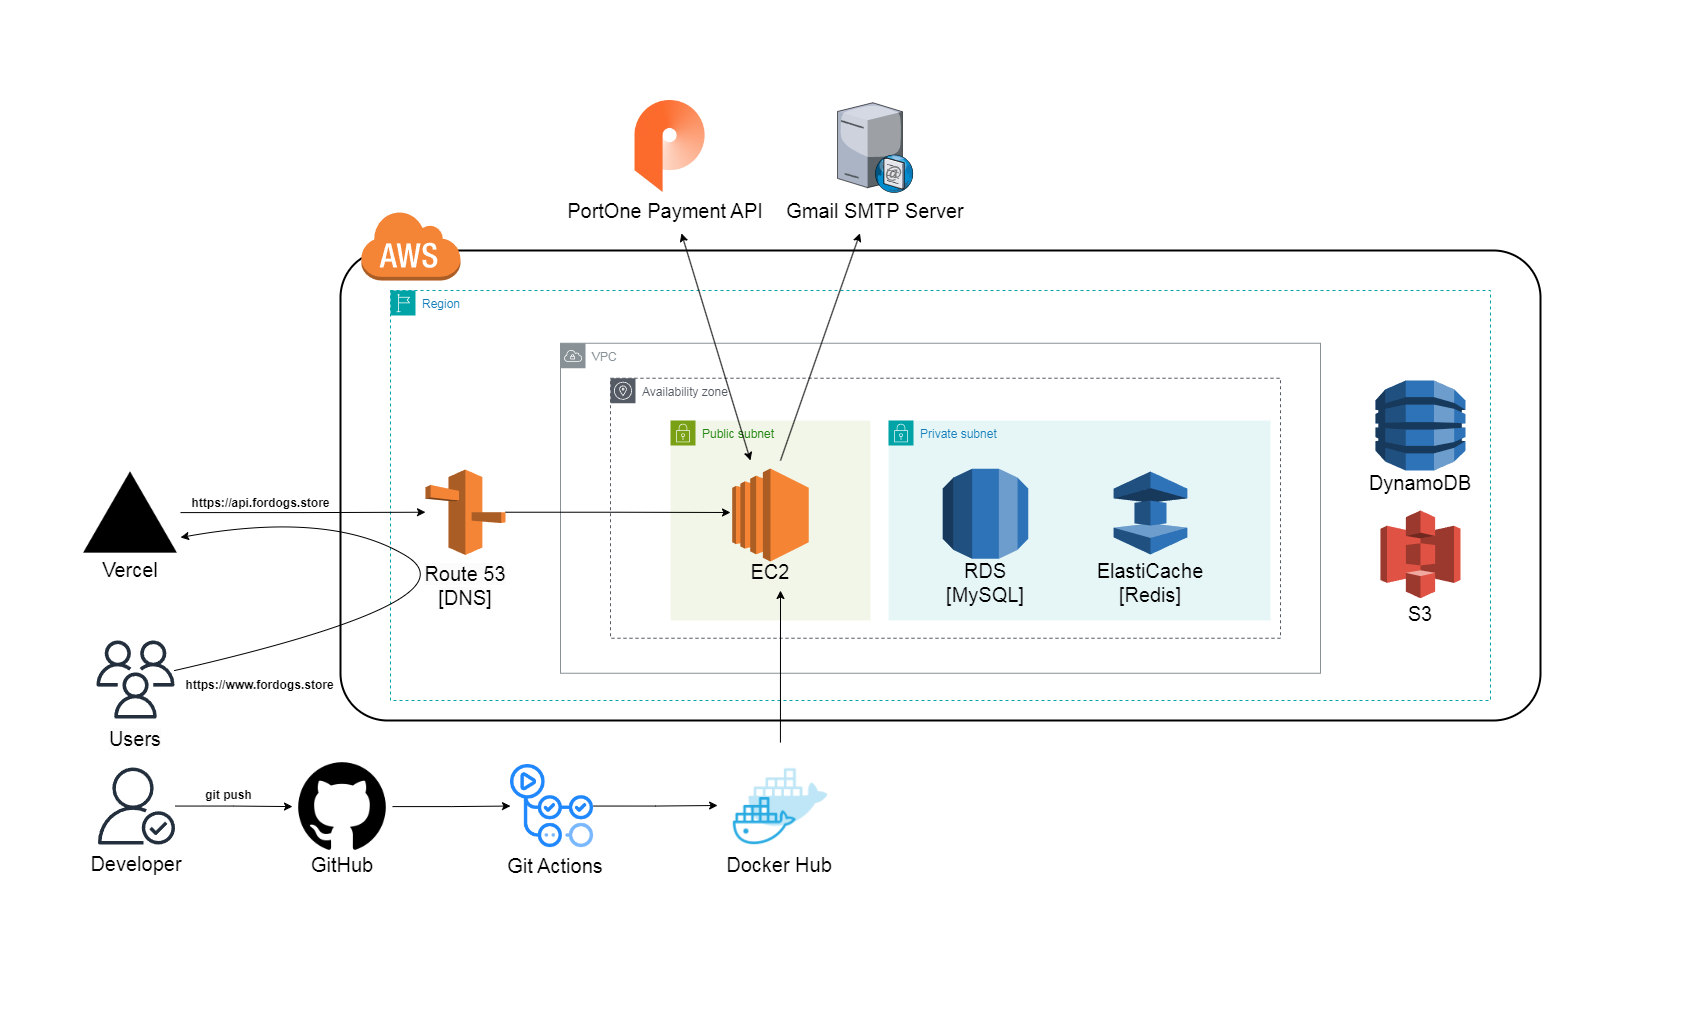 PortOne Payment API
Gmail SMTP Server
AWS
Region
VPC
Availability zone
Public subnet
Private subnet
https://api.fordogs.store
Vercel
Route 53
[DNS]
EC2
RDS
[MySQL]
ElastiCache
[Redis]
DynamoDB
S3
https://www.fordogs.store
Users
git push
Developer
GitHub
Git Actions
Docker Hub